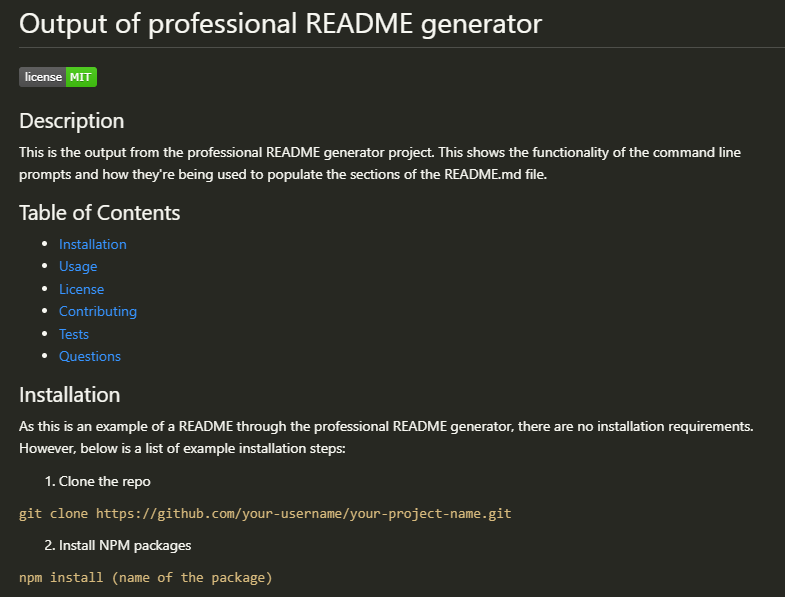 Output of professional README generator
license MIT
Description
This is the output from the professional README generator project. This shows the functionality of the command line
prompts and how they're being used to populate the sections of the README.md file.
Table of Contents
• Installation
• Usage
• License
• Contributing
• Tests
• Questions
Installation
As this is an example of a README through the professional README generator, there are no installation requirements.
However, below is a list of example installation steps:
1. Clone the repo
git clone https://github.com/your-username/your-project-name.git
2. Install NPM packages
npm install (name of the package)